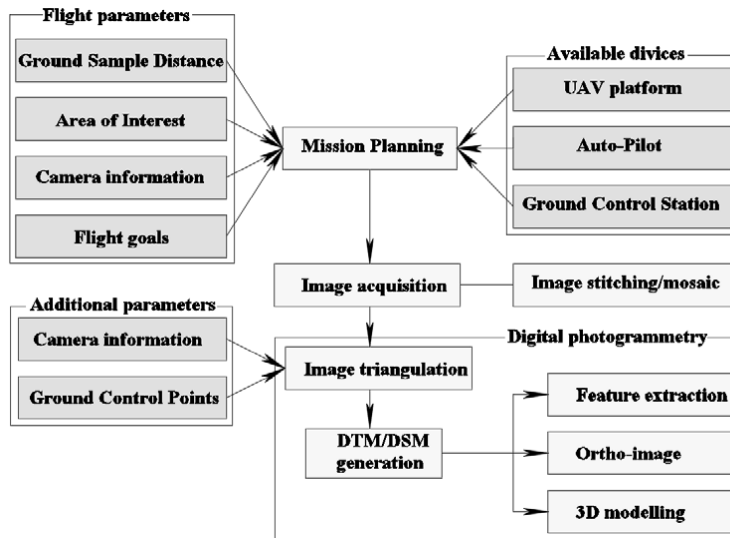 Flight parameters
Ground Sample Distance
Area of Interest
Camera information
Flight goals
Available divices
UAV platform
Auto-Pilot
Ground Control Station
Mission Planning
Image acquisition
Image stitching/mosaic
Additional parameters
Camera information
Ground Control Points
Digital photogrammetry
Image triangulation
DTM/DSM
generation
Feature extraction
Ortho-image
3D modelling